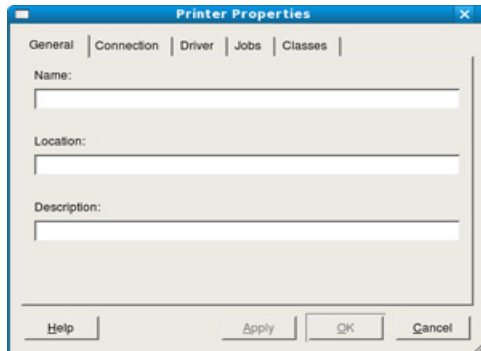 Printer Properties
General Connection Driver Jobs Classes
Name:
Location:
Description:
Help Apply OK Cancel